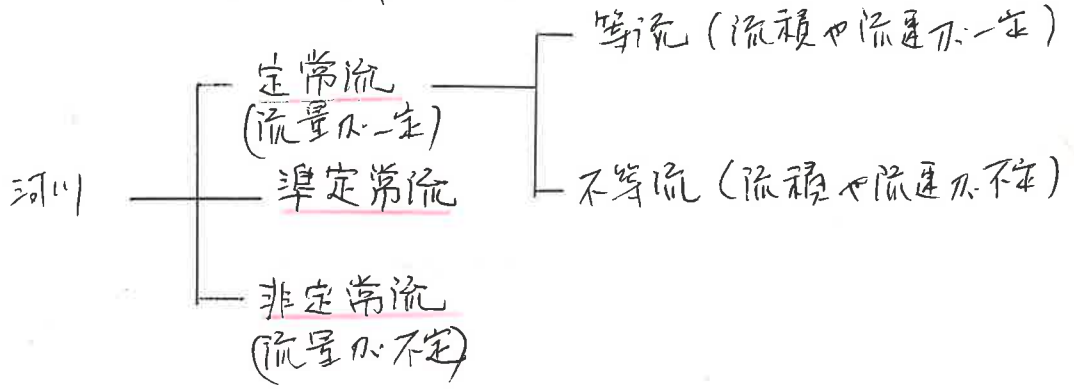 等流（流積や流速が一定）
定常流
（流量が一定）
河川
準定常流
不等流（流積や流速が不定）
非定常流
（流量が不定）